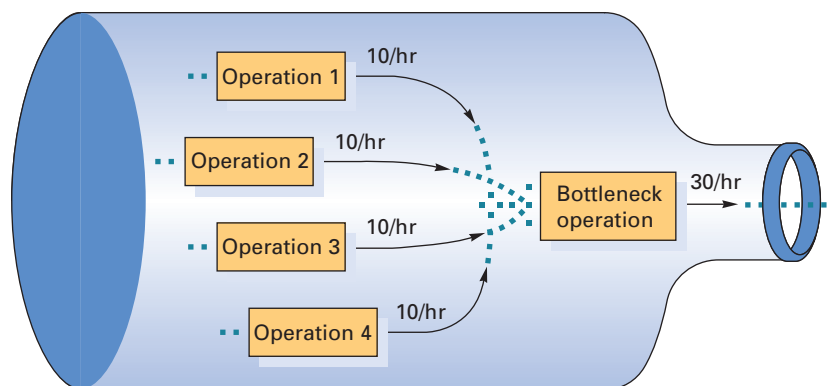 10/hr
Operation 1
10/hr
Operation 2
10/hr
Operation 3
10/hr
Operation 4
Bottleneck
operation
30/hr